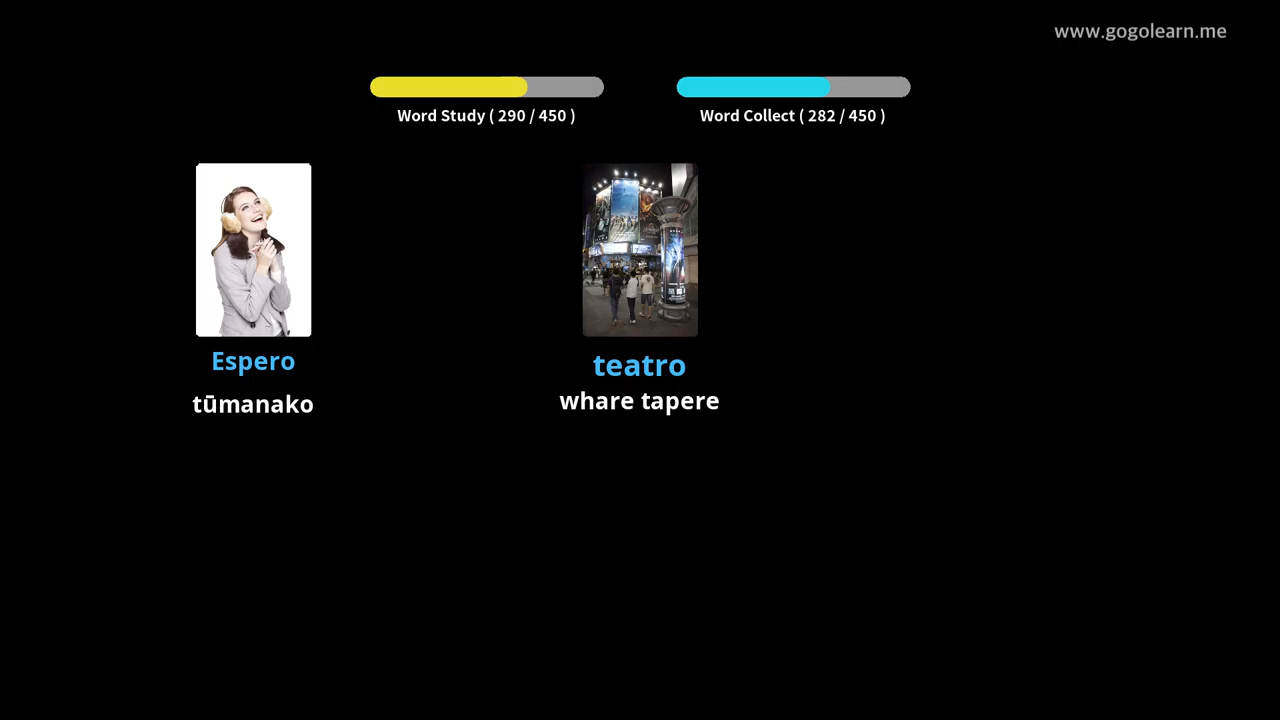 www.gogolearn.me
Word Study ( 290 / 450 )
Word Collect ( 282 / 450 )
Espero
tūmanako
teatro
whare tapere